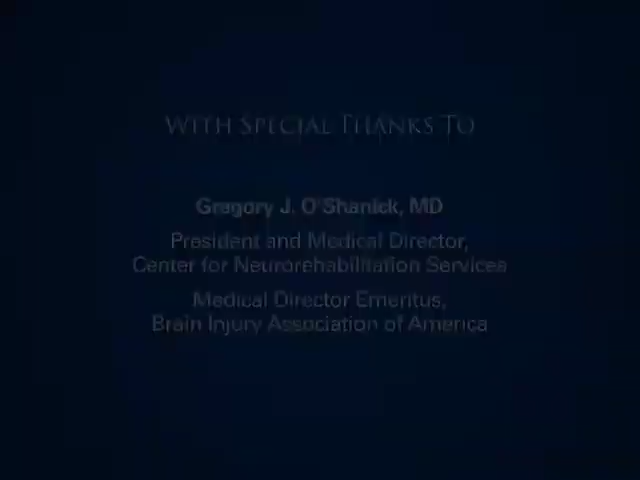 WITH SPECIAL THANKS TO
Gregory J. O'Shanick, MD
President and Medical Director,
Center for Neurorehabilitation Services
Medical Director Emeritus,
Brain Injury Association of America